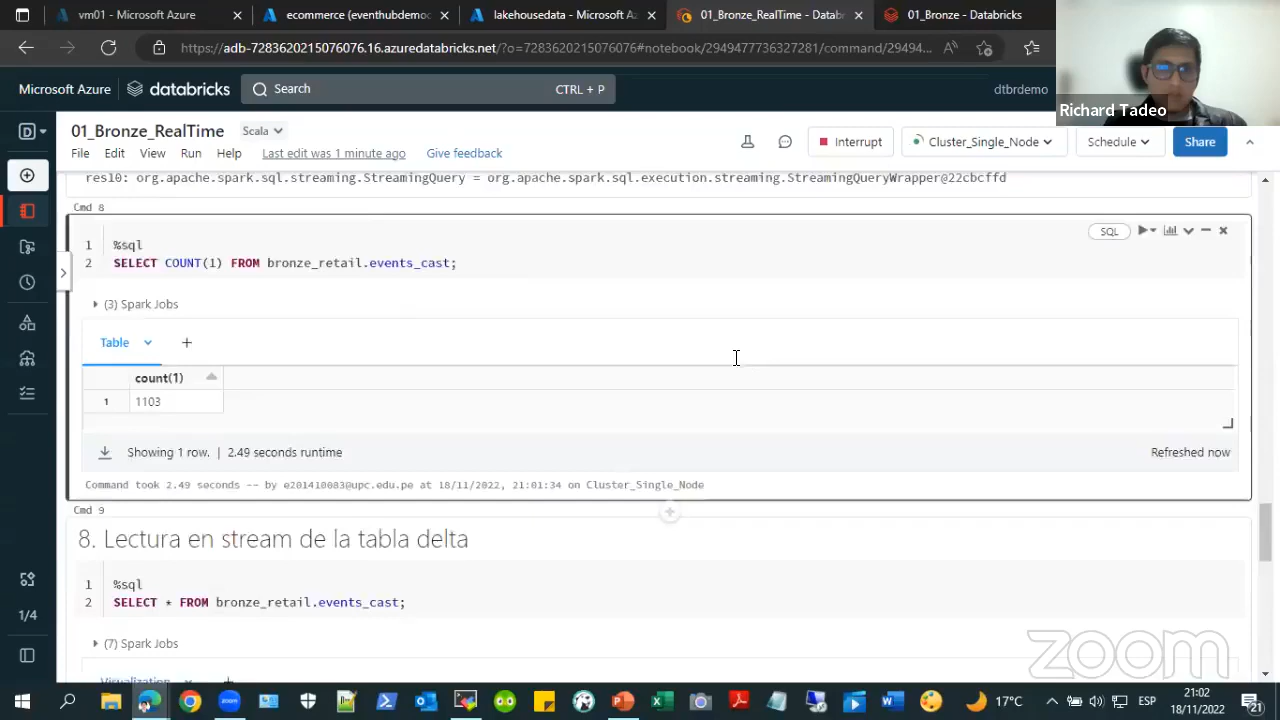 vm01 - Microsoft Azure
ecommerce (eventhubdemo
lakehousedata - Microsoft Az
01_Bronze_RealTime - Datab
01_Bronze - Databricks
https://adb-7283620215076076.16.azuredatabricks.net/?o=7283620215076076#notebook/2949477736327281/command/29494...
Microsoft Azure
databricks
Search
CTRL + P
dtbrdemo
Richard Tadeo
D
01_Bronze_RealTime
Scala
File
Edit
View
Run
Help
Last edit was 1 minute ago
Give feedback
Interrupt
Cluster_Single_Node
Schedule
Share
res10: org.apache.spark.sql.streaming.StreamingQuery = org.apache.spark.sql.execution.streaming.StreamingQueryWrapper@22cbcffd
Cmd 8
SQL
1 %sql
2 SELECT COUNT(1) FROM bronze_retail.events_cast;
(3) Spark Jobs
Table
+
count(1)
1 1103
Showing 1 row. | 2.49 seconds runtime
Refreshed now
Command took 2.49 seconds -- by e201410083@upc.edu.pe at 18/11/2022, 21:01:34 on Cluster_Single_Node
Cmd 9
8. Lectura en stream de la tabla delta
1 %sql
2 SELECT * FROM bronze_retail.events_cast;
(7) Spark Jobs
Visualization
1/4
zoom
17°C
ESP
21:02
18/11/2022
21